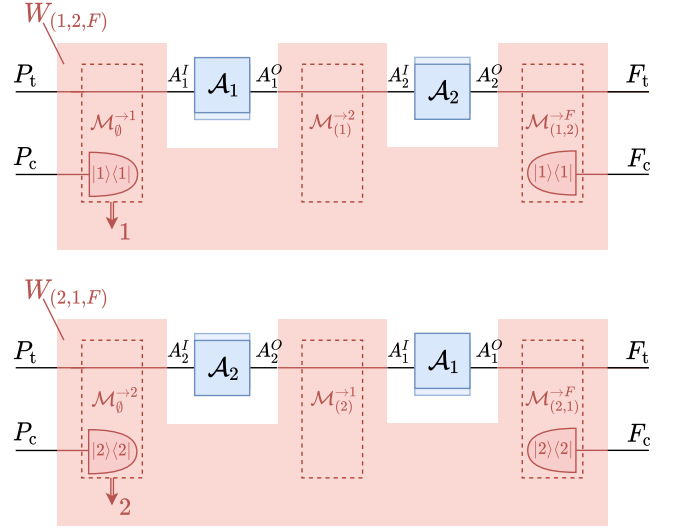 W_{(1,2,F)}
P_t A_1^I 𝒜_1 A_1^O A_2^I 𝒜_2 A_2^O F_t
ℳ_∅^{→1} ℳ_{(1)}^{→2} ℳ_{(1,2)}^{→F}
P_c |1⟩⟨1| |1⟩⟨1| F_c
1
W_{(2,1,F)}
P_t A_2^I 𝒜_2 A_2^O A_1^I 𝒜_1 A_1^O F_t
ℳ_∅^{→2} ℳ_{(2)}^{→1} ℳ_{(2,1)}^{→F}
P_c |2⟩⟨2| |2⟩⟨2| F_c
2